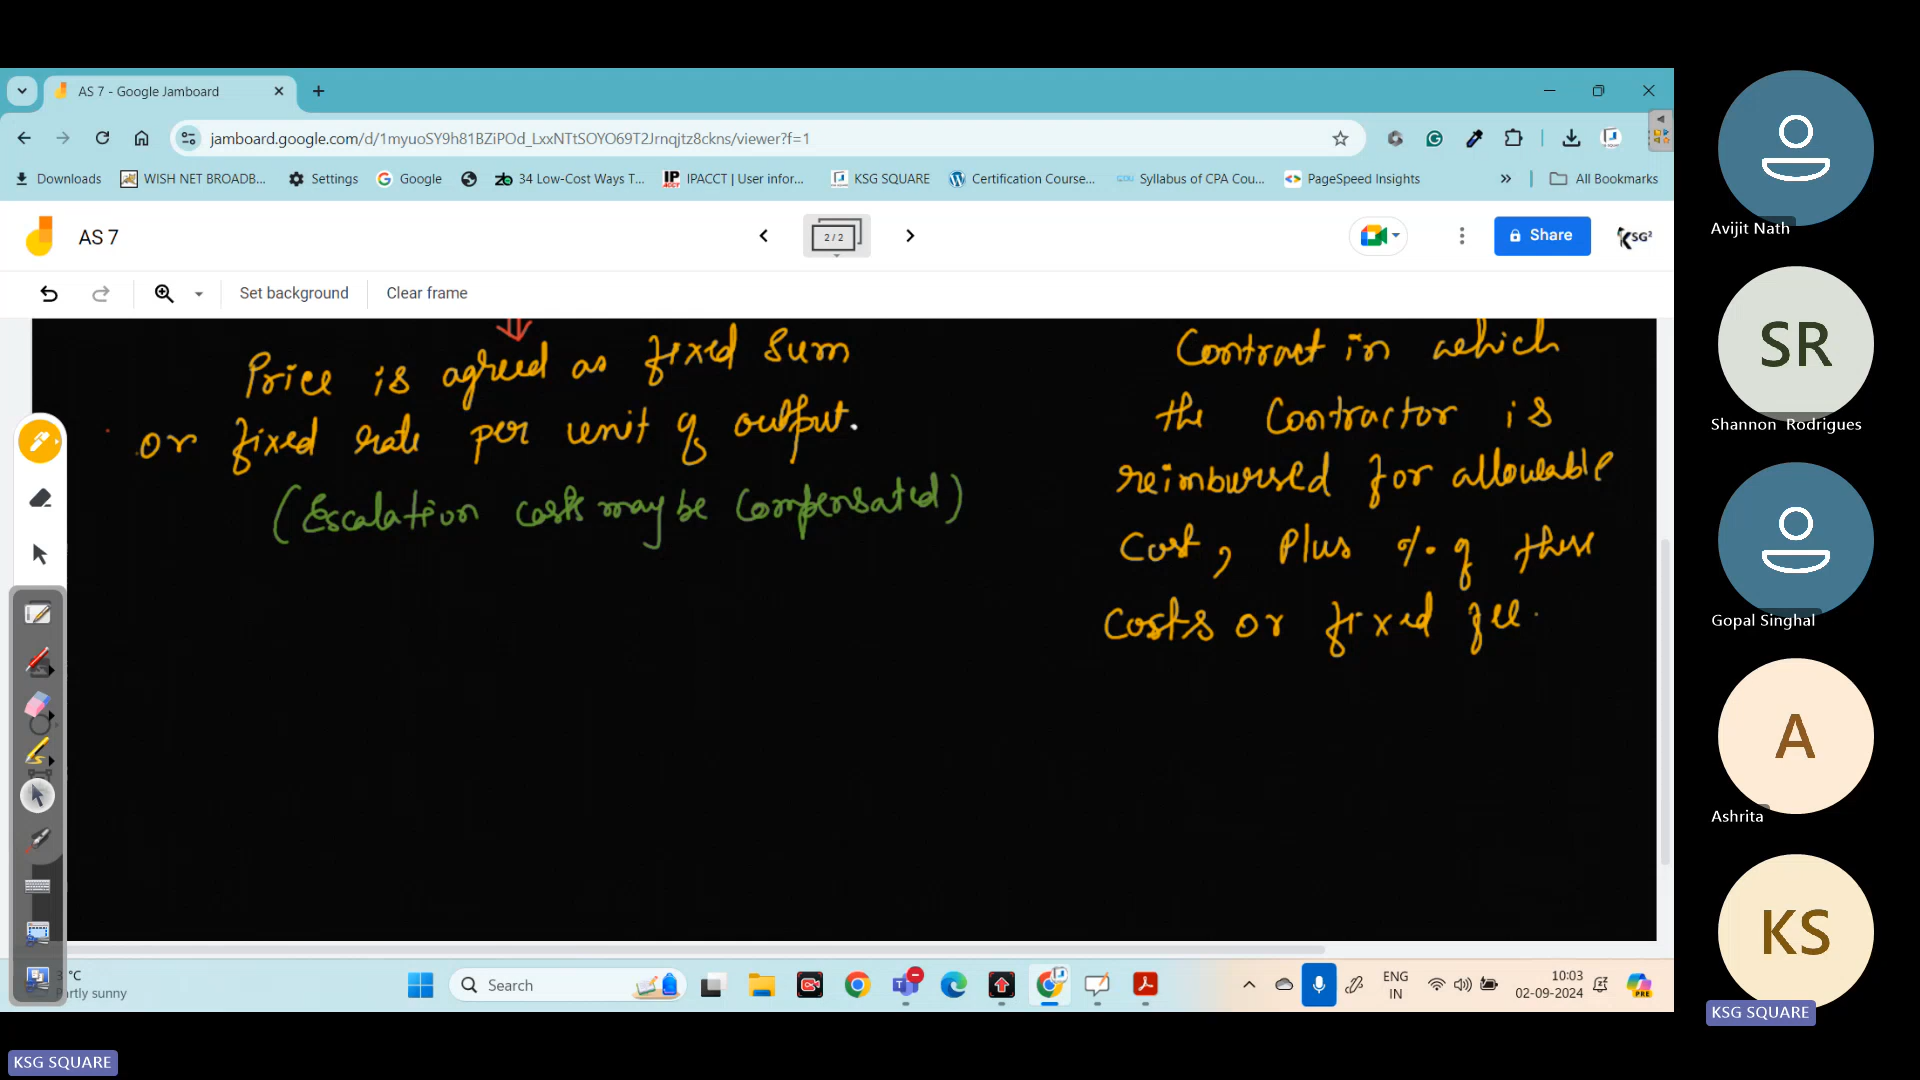 AS 7 - Google Jamboard
jamboard.google.com/d/1myuoSY9h81BZiPOd_LxxNTtSOYO69T2Jrnqjtz8ckns/viewer?f=1
Downloads WISH NET BROADB... Settings Google 34 Low-Cost Ways T... IPACCT | User infor... KSG SQUARE Certification Course... Syllabus of CPA Cou... PageSpeed Insights All Bookmarks
AS 7
2 / 2
Share
KSG²
Set background Clear frame
Price is agreed as fixed Sum
or fixed rate per unit of output.
(Escalation costs may be Compensated)
Contract in which
the Contractor is
reimbursed for allowable
Cost, Plus % of these
Costs or fixed fee
°C
Partly sunny
Search
ENG
IN
10:03
02-09-2024
PRE
Avijit Nath
SR
Shannon Rodrigues
Gopal Singhal
A
Ashrita
KS
KSG SQUARE
KSG SQUARE